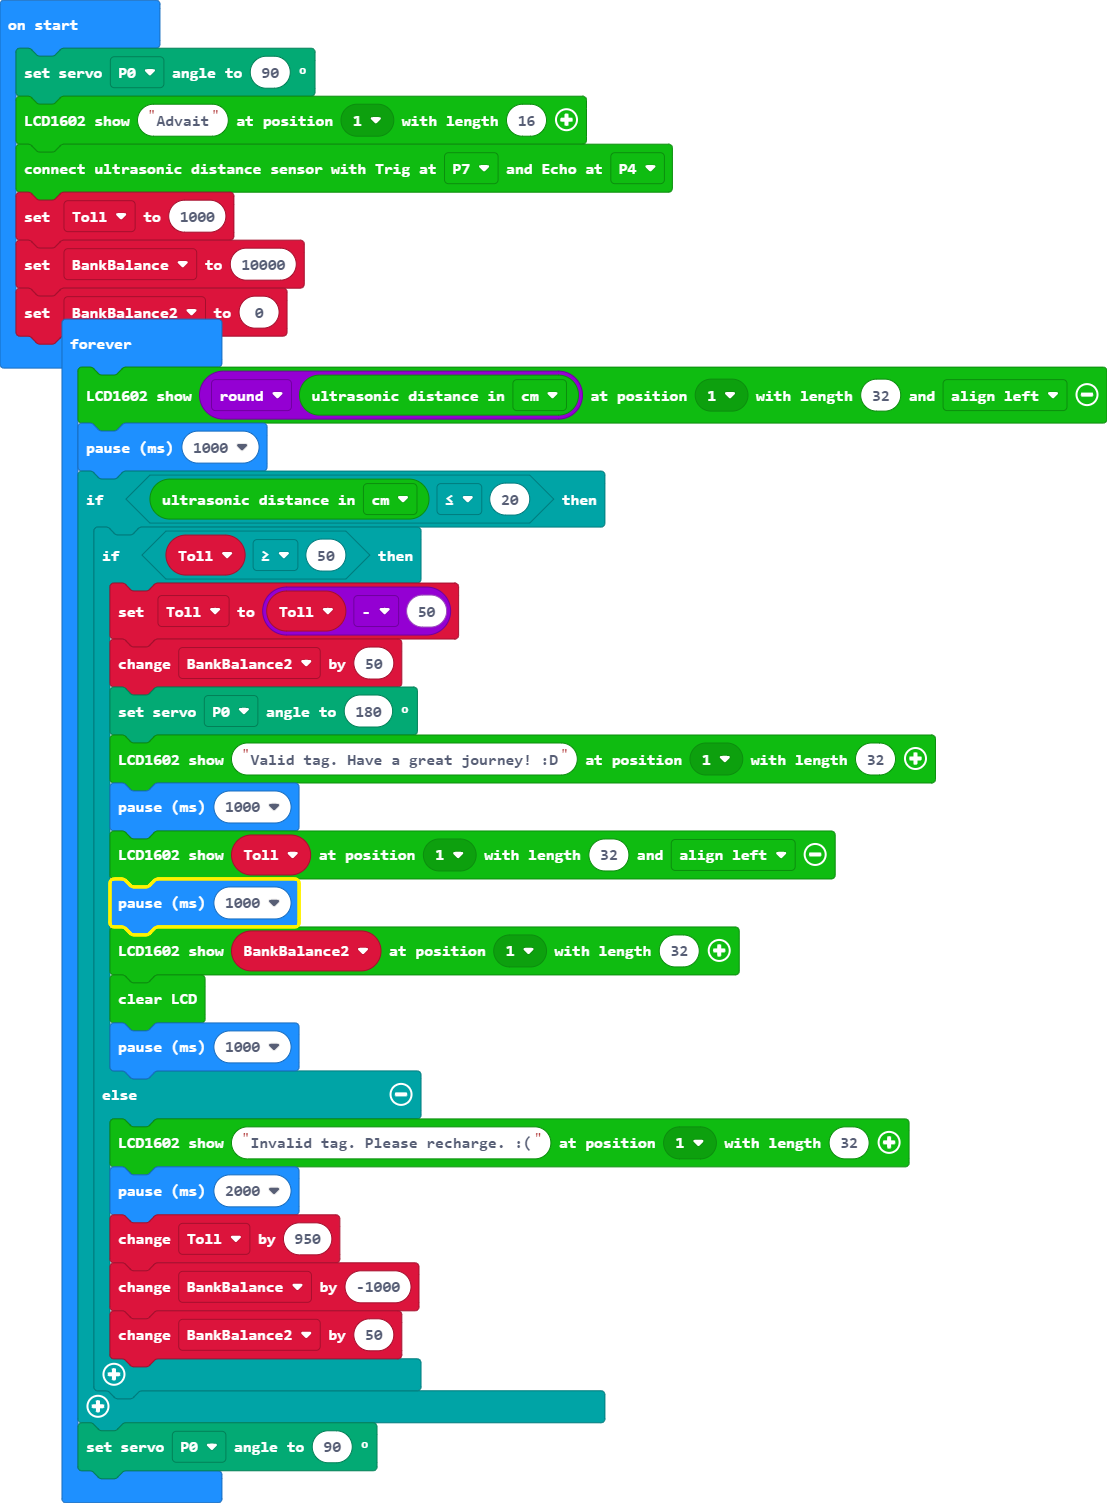 on start
set servo P0 angle to 90 °
LCD1602 show "Advait" at position 1 with length 16
connect ultrasonic distance sensor with Trig at P7 and Echo at P4
set Toll to 1000
set BankBalance to 10000
set BankBalance2 to 0
forever
LCD1602 show round ultrasonic distance in cm at position 1 with length 32 and align left
pause (ms) 1000
if ultrasonic distance in cm ≤ 20 then
if Toll ≥ 50 then
set Toll to Toll - 50
change BankBalance2 by 50
set servo P0 angle to 180 °
LCD1602 show "Valid tag. Have a great journey! :D" at position 1 with length 32
pause (ms) 1000
LCD1602 show Toll at position 1 with length 32 and align left
pause (ms) 1000
LCD1602 show BankBalance2 at position 1 with length 32
clear LCD
pause (ms) 1000
else
LCD1602 show "Invalid tag. Please recharge. :(" at position 1 with length 32
pause (ms) 2000
change Toll by 950
change BankBalance by -1000
change BankBalance2 by 50
set servo P0 angle to 90 °